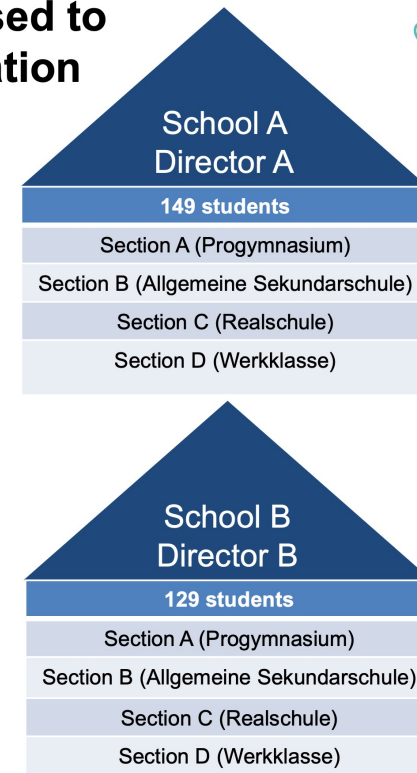 sed to
ation
School A
Director A
149 students
Section A (Progymnasium)
Section B (Allgemeine Sekundarschule)
Section C (Realschule)
Section D (Werkklasse)
School B
Director B
129 students
Section A (Progymnasium)
Section B (Allgemeine Sekundarschule)
Section C (Realschule)
Section D (Werkklasse)